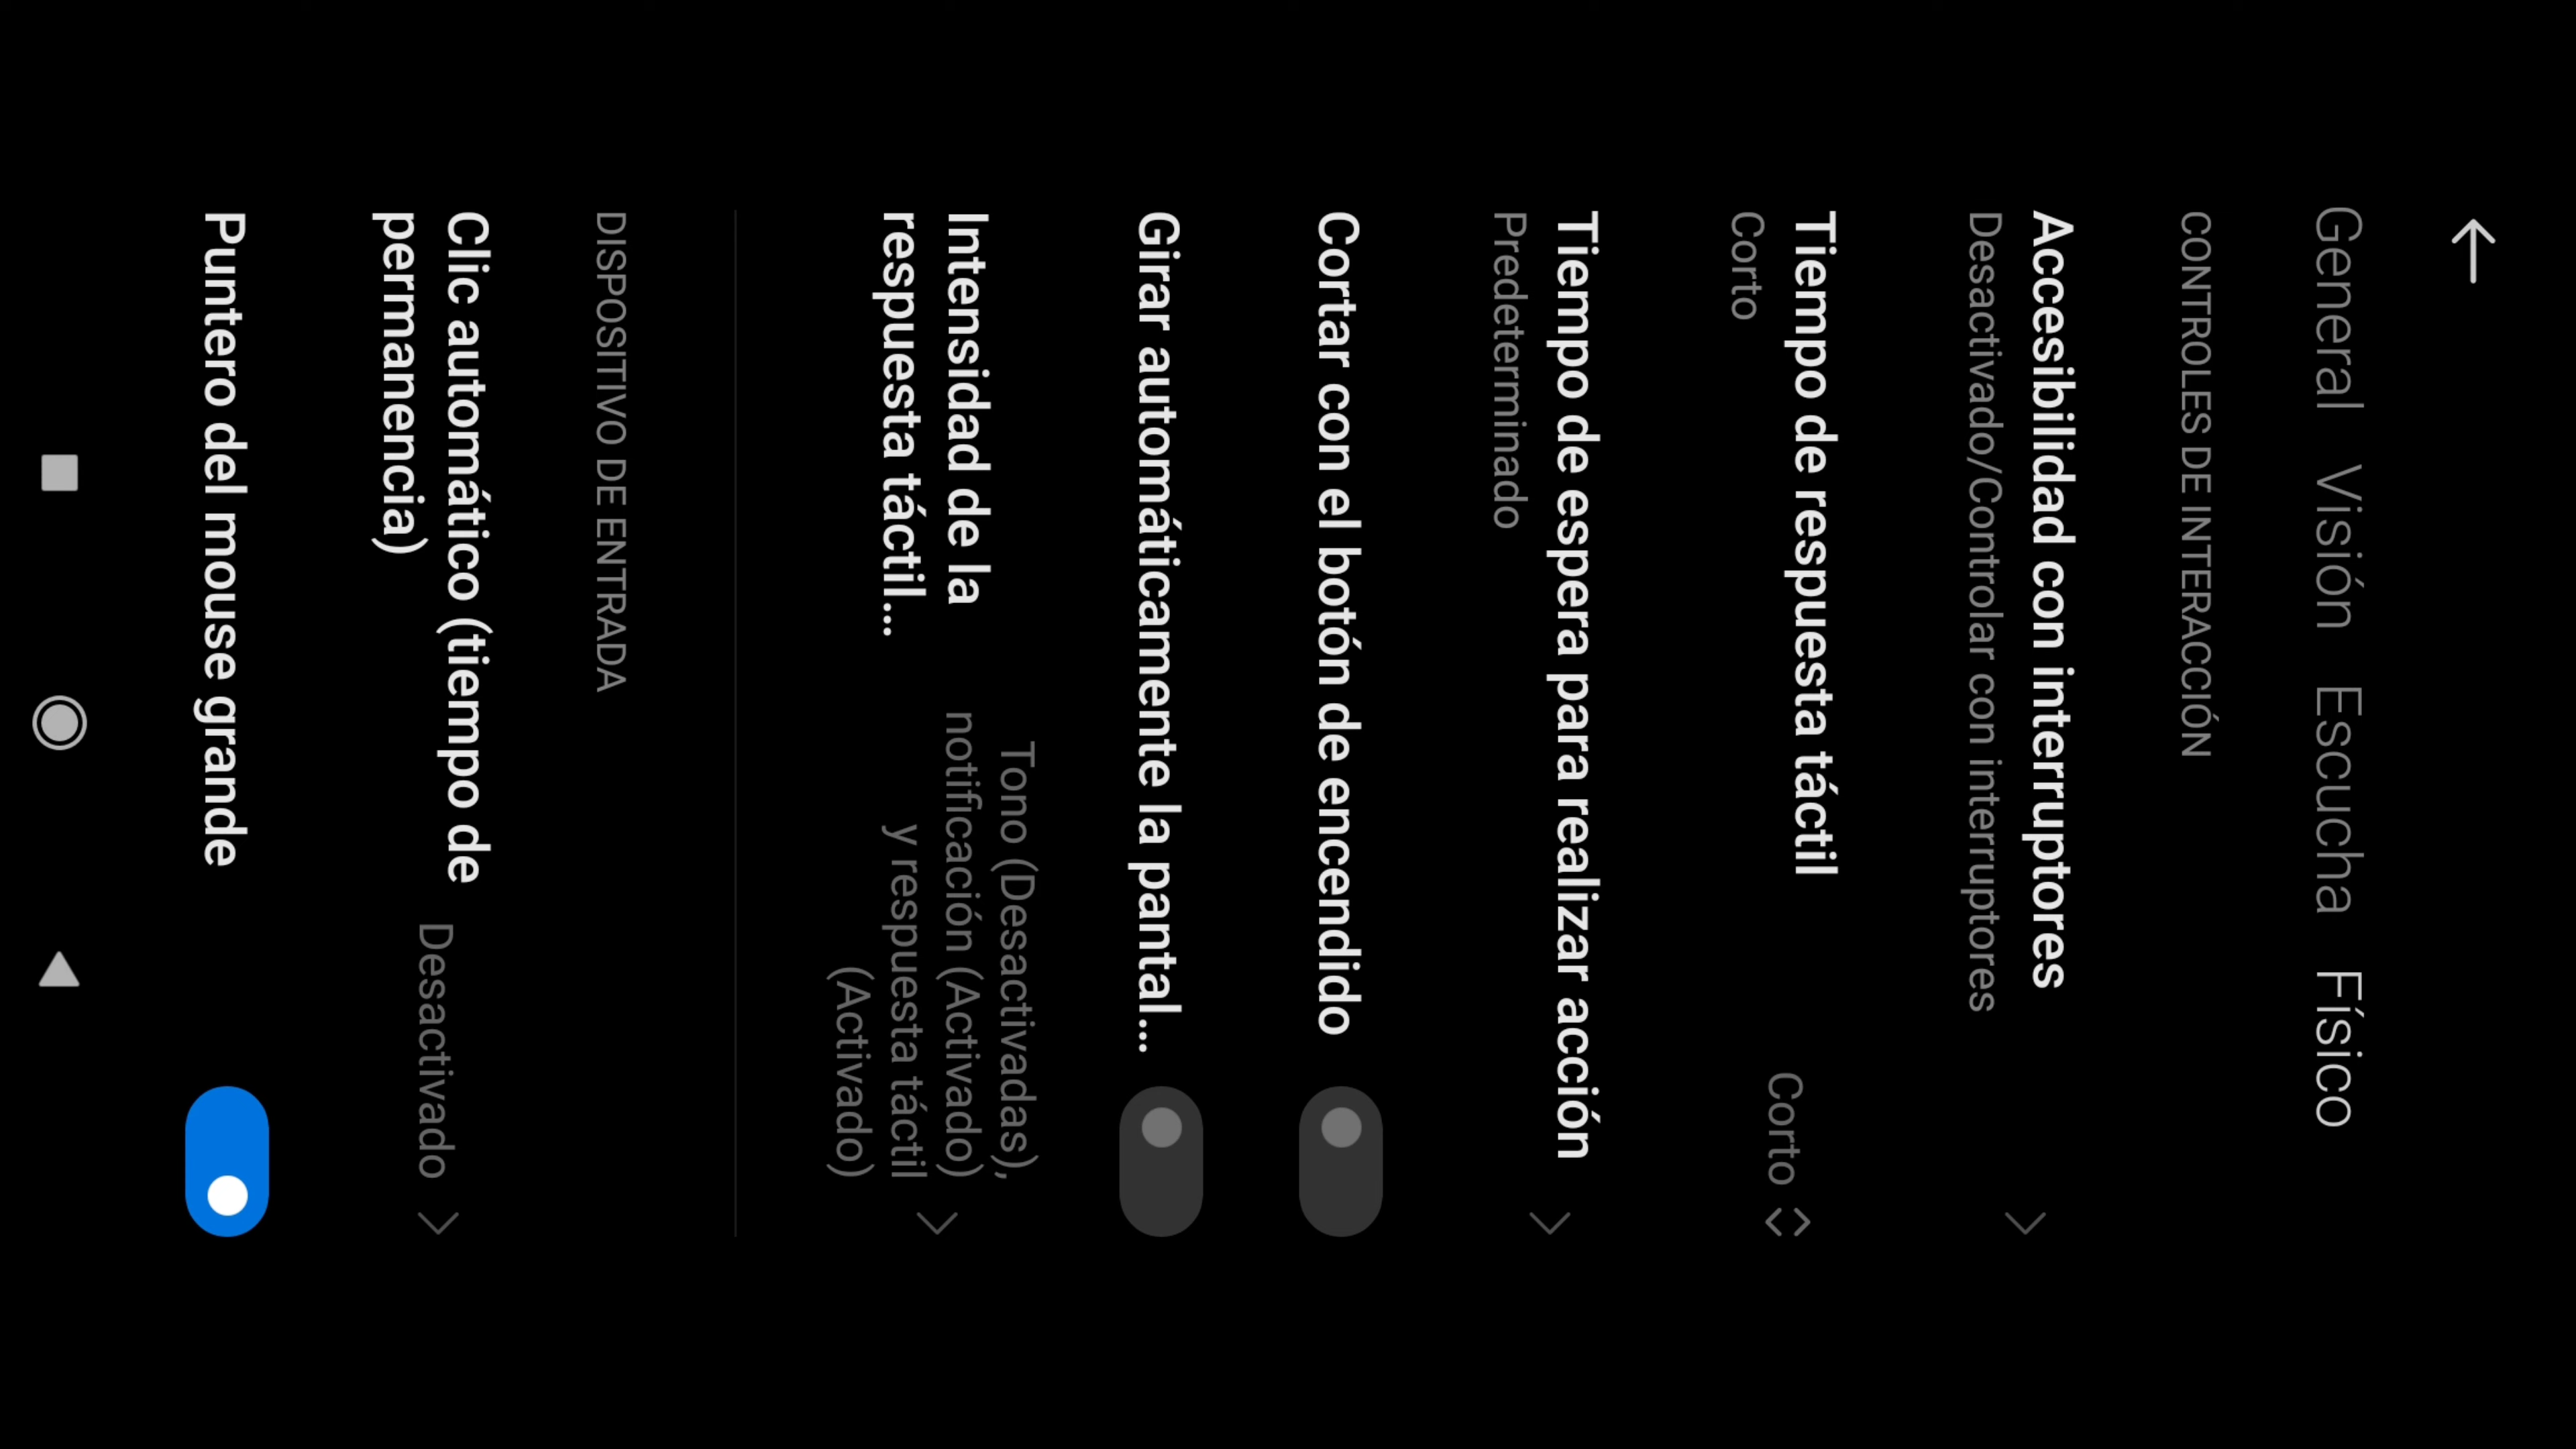 General Visión Escucha Físico
CONTROLES DE INTERACCIÓN
Accesibilidad con interruptores
Desactivado/Controlar con interruptores
Tiempo de respuesta táctil
Corto
Corto
Tiempo de espera para realizar acción
Predeterminado
Cortar con el botón de encendido
Girar automáticamente la pantal...
Intensidad de la
respuesta táctil...
Tono (Desactivadas),
notificación (Activado)
y respuesta táctil
(Activado)
DISPOSITIVO DE ENTRADA
Clic automático (tiempo de
permanencia)
Desactivado
Puntero del mouse grande